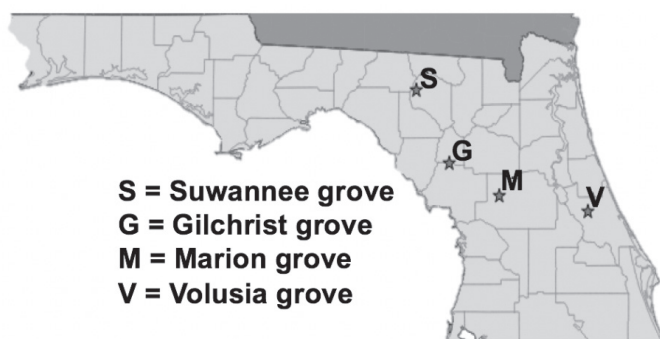 S
G
M
V
S = Suwannee grove
G = Gilchrist grove
M = Marion grove
V = Volusia grove